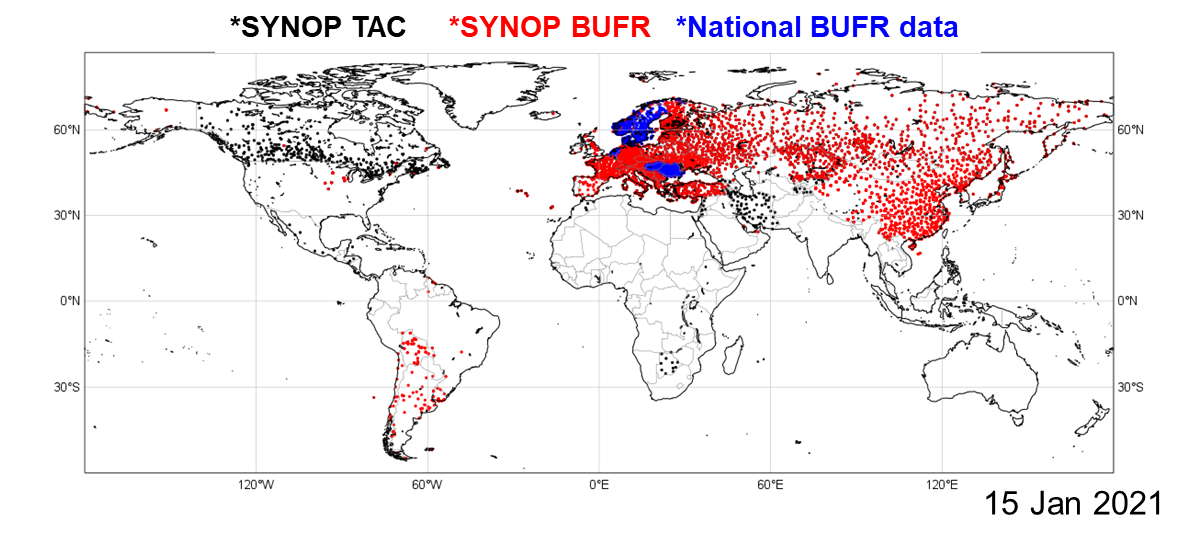 *SYNOP TAC *SYNOP BUFR *National BUFR data
60°N 60°N
30°N 30°N
0°N 0°N
30°S 30°S
120°W 60°W 0°E 60°E 120°E
15 Jan 2021